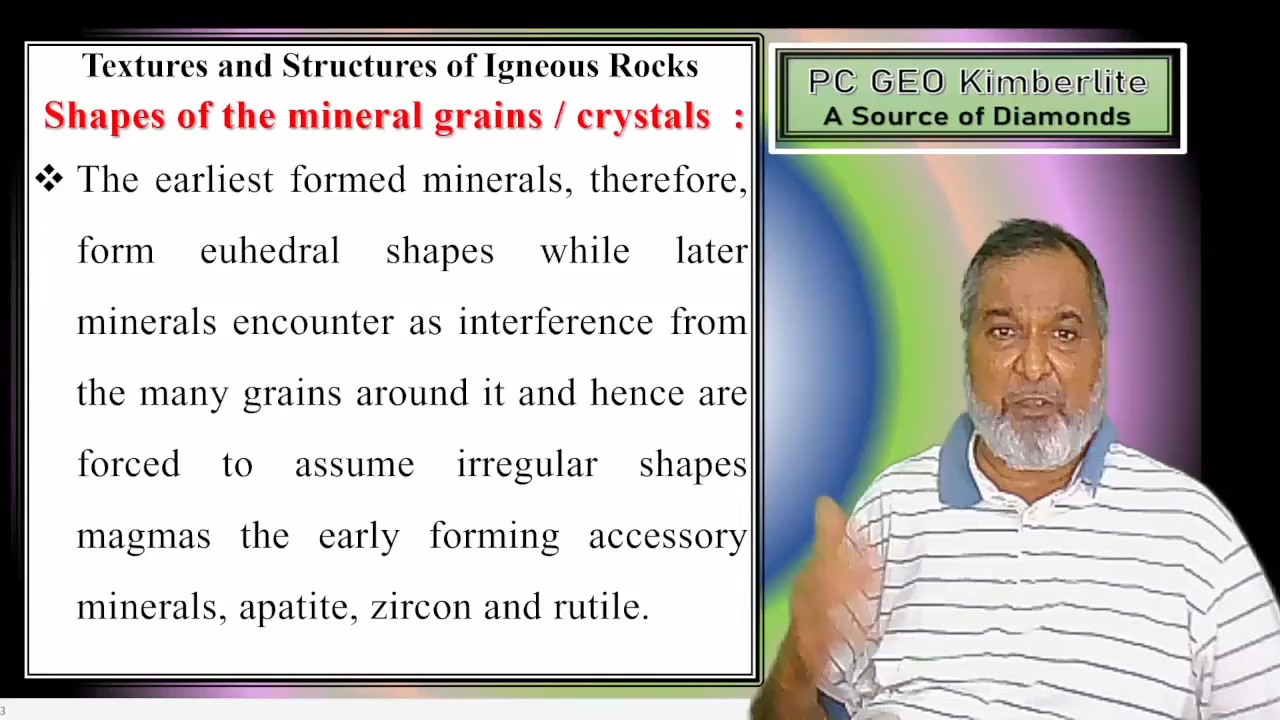 Textures and Structures of Igneous Rocks
Shapes of the mineral grains / crystals :
❖ The earliest formed minerals, therefore,
form euhedral shapes while later
minerals encounter as interference from
the many grains around it and hence are
forced to assume irregular shapes
magmas the early forming accessory
minerals, apatite, zircon and rutile.
PC GEO Kimberlite
A Source of Diamonds
3